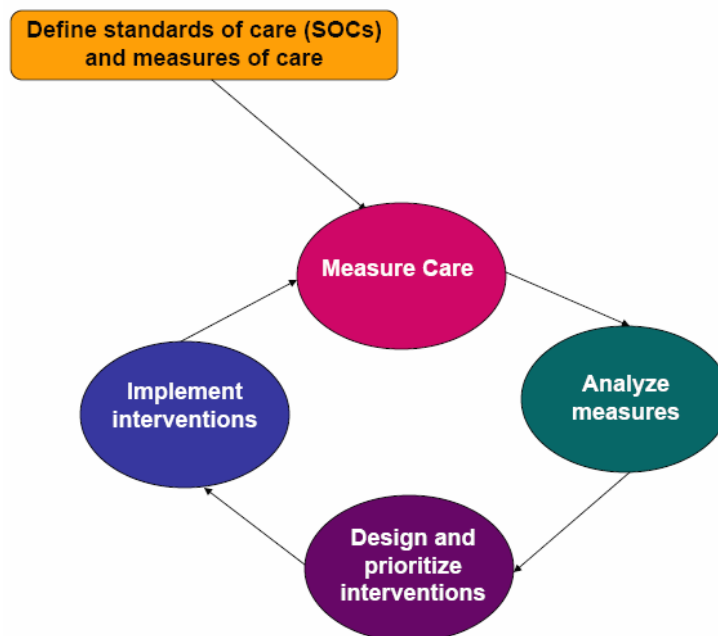 Define standards of care (SOCs)
and measures of care
Measure Care
Analyze
measures
Design and
prioritize
interventions
Implement
interventions